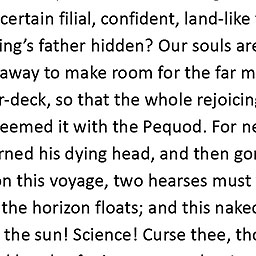 certain filial, confident, land-like
ing's father hidden? Our souls are
away to make room for the far m
r-deck, so that the whole rejoicing
eemed it with the Pequod. For ne
rned his dying head, and then gor
on this voyage, two hearses must
the horizon floats; and this naked
the sun! Science! Curse thee, tho